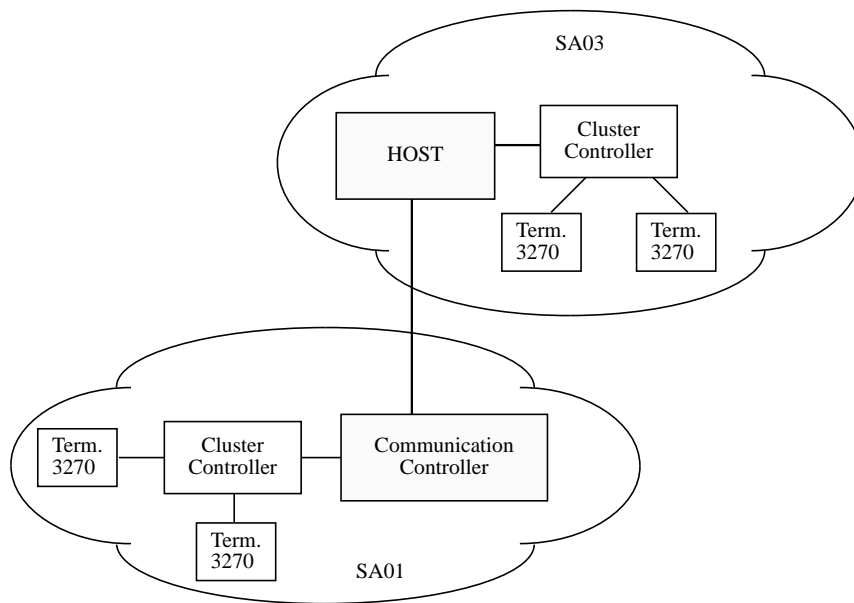 SA03
HOST
Cluster
Controller
Term.
3270
Term.
3270
Term.
3270
Cluster
Controller
Communication
Controller
Term.
3270
SA01